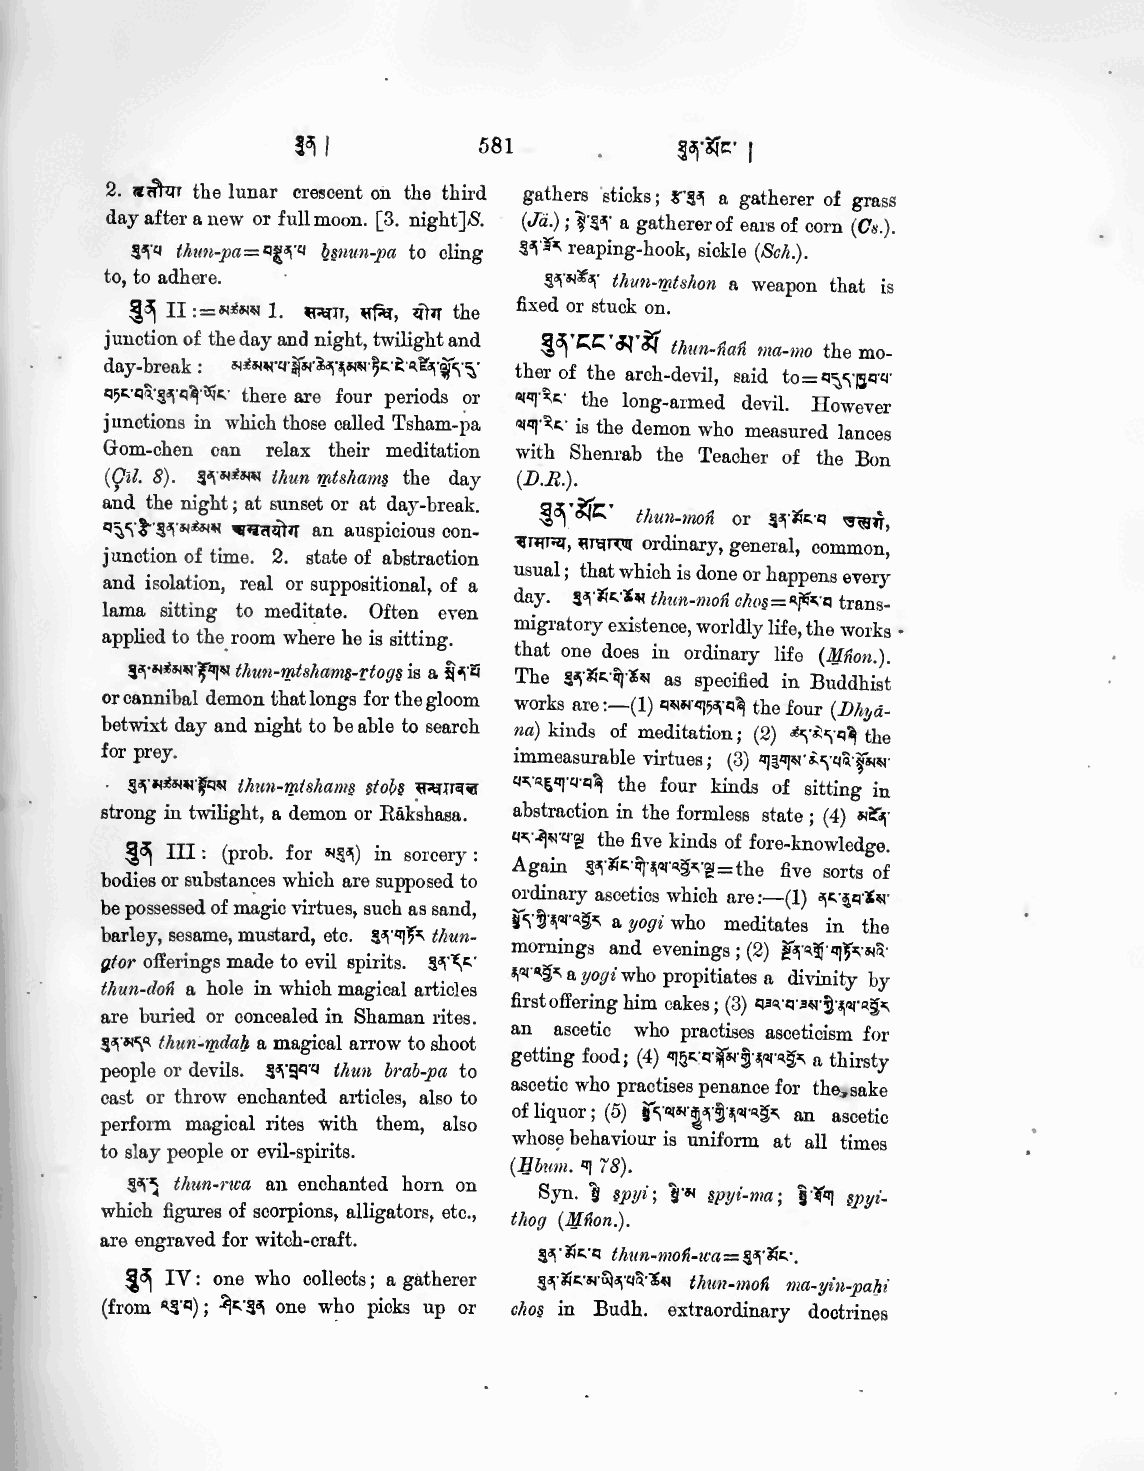 ཐུན། 581 ཐུན་མོང་།
2. तृतीया the lunar crescent on the third
day after a new or full moon. [3. night]S.
ཐུན་པ thun-pa=བསྣུན་པ b̤s̤nun-pa to cling
to, to adhere.
ཐུན II :=མཚམས 1. सन्ध्या, सन्धि, योग the
junction of the day and night, twilight and
day-break : མཚམས་པ་སྒོམ་ཆེན་རྣམས་ཏྱིང་ངེ་འཛིན་ལྷོད་དུ་
བཏང་བའི་ཐུན་བཞི་ཡོང་ there are four periods or
junctions in which those called Tsham-pa
Gom-chen can relax their meditation
(Çil. 8). ཐུན་མཚམས thun m̤tshams̤ the day
and the night; at sunset or at day-break.
བདུད་རྩི་ཐུན་མཚམས अमृतयोग an auspicious con-
junction of time. 2. state of abstraction
and isolation, real or suppositional, of a
lama sitting to meditate. Often even
applied to the room where he is sitting.
ཐུན་མཚམས་རྟོགས thun-m̤tshams̤-r̤togs̤ is a སྲིན་པོ
or cannibal demon that longs for the gloom
betwixt day and night to be able to search
for prey.
ཐུན་མཚམས་སྟོབས thun-m̤tshams̤ s̤tob̤s̤ सन्ध्याबल
strong in twilight, a demon or Râkshasa.
ཐུན III : (prob. for མཐུན) in sorcery :
bodies or substances which are supposed to
be possessed of magic virtues, such as sand,
barley, sesame, mustard, etc. ཐུན་གཏོར thun-
g̤tor offerings made to evil spirits. ཐུན་དོང་
thun-doṅ a hole in which magical articles
are buried or concealed in Shaman rites.
ཐུན་མདའ thun-m̤daḥ a magical arrow to shoot
people or devils. ཐུན་བྲབ་པ thun brab-pa to
cast or throw enchanted articles, also to
perform magical rites with them, also
to slay people or evil-spirits.
ཐུན་རྭ thun-rwa an enchanted horn on
which figures of scorpions, alligators, etc.,
are engraved for witch-craft.
ཐུན IV : one who collects; a gatherer
(from འཐུ་བ); ཤིང་ཐུན one who picks up or
gathers sticks; རྩྭ་ཐུན a gatherer of grass
(Jä.); སྙེ་ཐུན་ a gatherer of ears of corn (Cs.).
ཐུན་ཟོར reaping-hook, sickle (Sch.).
ཐུན་མཚོན་ thun-m̤tshon a weapon that is
fixed or stuck on.
ཐུན་ངང་མ་མོ thun-ṅaṅ ma-mo the mo-
ther of the arch-devil, said to=བདུད་ཁྲབ་པ་
ལག་རིང་ the long-armed devil. However
ལག་རིང་ is the demon who measured lances
with Shenrab the Teacher of the Bon
(D.R.).
ཐུན་མོང་ thun-moṅ or ཐུན་མོང་བ उत्सर्ग,
सामान्य, साधारण ordinary, general, common,
usual; that which is done or happens every
day. ཐུན་མོང་ཆོས thun-moṅ chos̤=འཁོར་བ trans-
migratory existence, worldly life, the works
that one does in ordinary life (M̤ṅon.).
The ཐུན་མོང་གི་ཆོས as specified in Buddhist
works are:—(1) བསམ་གཏན་བཞི the four (Dhyâ-
na) kinds of meditation; (2) ཚད་མེད་བཞི the
immeasurable virtues; (3) གཟུགས་མེད་པའི་སྙོམས་
པར་འཇུག་པ་བཞི the four kinds of sitting in
abstraction in the formless state; (4) མངོན་
པར་ཤེས་པ་ལྔ the five kinds of fore-knowledge.
Again ཐུན་མོང་གི་རྣལ་འབྱོར་ལྔ=the five sorts of
ordinary ascetics which are:—(1) ནང་ནུབ་ཆོས་
སྤྱོད་ཀྱི་རྣལ་འབྱོར a yogi who meditates in the
mornings and evenings; (2) སྔོན་འགྲོ་གཏོར་མའི་
རྣལ་འབྱོར a yogi who propitiates a divinity by
first offering him cakes; (3) བཟའ་བ་ཟས་ཀྱི་རྣལ་འབྱོར
an ascetic who practises asceticism for
getting food; (4) གཏུང་བ་སྐོམ་གྱི་རྣལ་འབྱོར a thirsty
ascetic who practises penance for the sake
of liquor; (5) སྤྱོད་ལམ་རྒྱུན་གྱི་རྣལ་འབྱོར an ascetic
whose behaviour is uniform at all times
(H̤bum. ག 78).
Syn. སྤྱི s̤pyi; སྤྱི་མ s̤pyi-ma; སྤྱི་ཐོག s̤pyi-
thog (M̤ṅon.).
ཐུན་མོང་བ thun-moṅ-wa=ཐུན་མོང་.
ཐུན་མོང་མ་ཡིན་པའི་ཆོས thun-moṅ ma-yin-paḥi
chos̤ in Budh. extraordinary doctrines